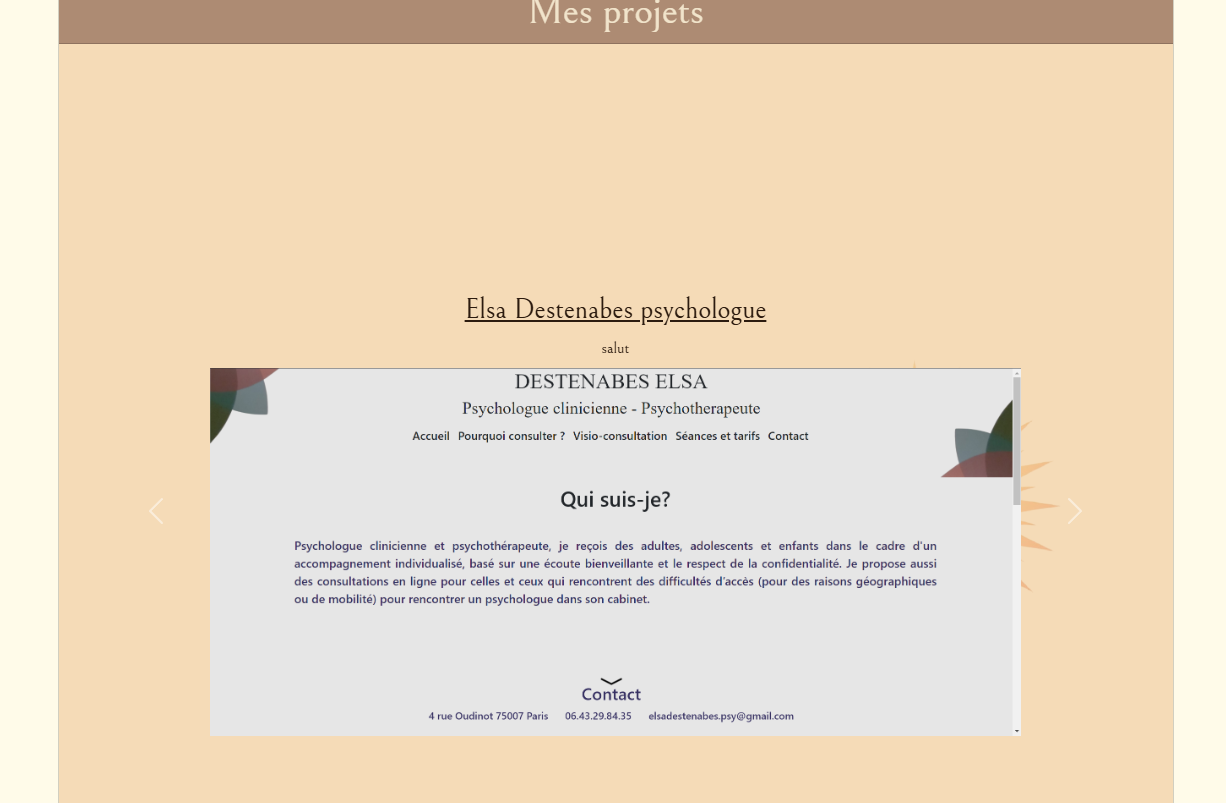 Mes projets
Elsa Destenabes psychologue
salut
DESTENABES ELSA
Psychologue clinicienne - Psychotherapeute
Accueil Pourquoi consulter ? Visio-consultation Séances et tarifs Contact
Qui suis-je?
Psychologue clinicienne et psychothérapeute, je reçois des adultes, adolescents et enfants dans le cadre d'un
accompagnement individualisé, basé sur une écoute bienveillante et le respect de la confidentialité. Je propose aussi
des consultations en ligne pour celles et ceux qui rencontrent des difficultés d'accès (pour des raisons géographiques
ou de mobilité) pour rencontrer un psychologue dans son cabinet.
Contact
4 rue Oudinot 75007 Paris 06.43.29.84.35 elsadestenabes.psy@gmail.com